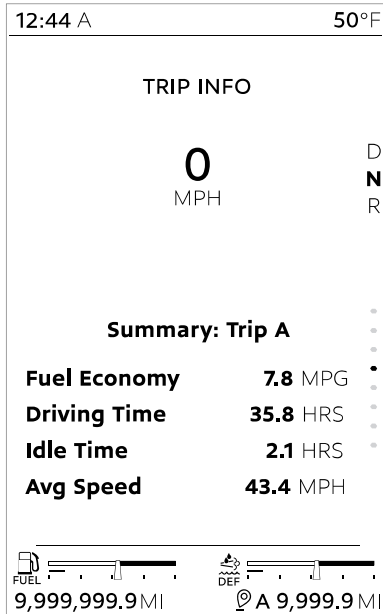 12:44 A 50°F
TRIP INFO
0
MPH
D
N
R
Summary: Trip A
Fuel Economy 7.8 MPG
Driving Time 35.8 HRS
Idle Time 2.1 HRS
Avg Speed 43.4 MPH
FUEL DEF
9,999,999.9 MI A 9,999.9 MI